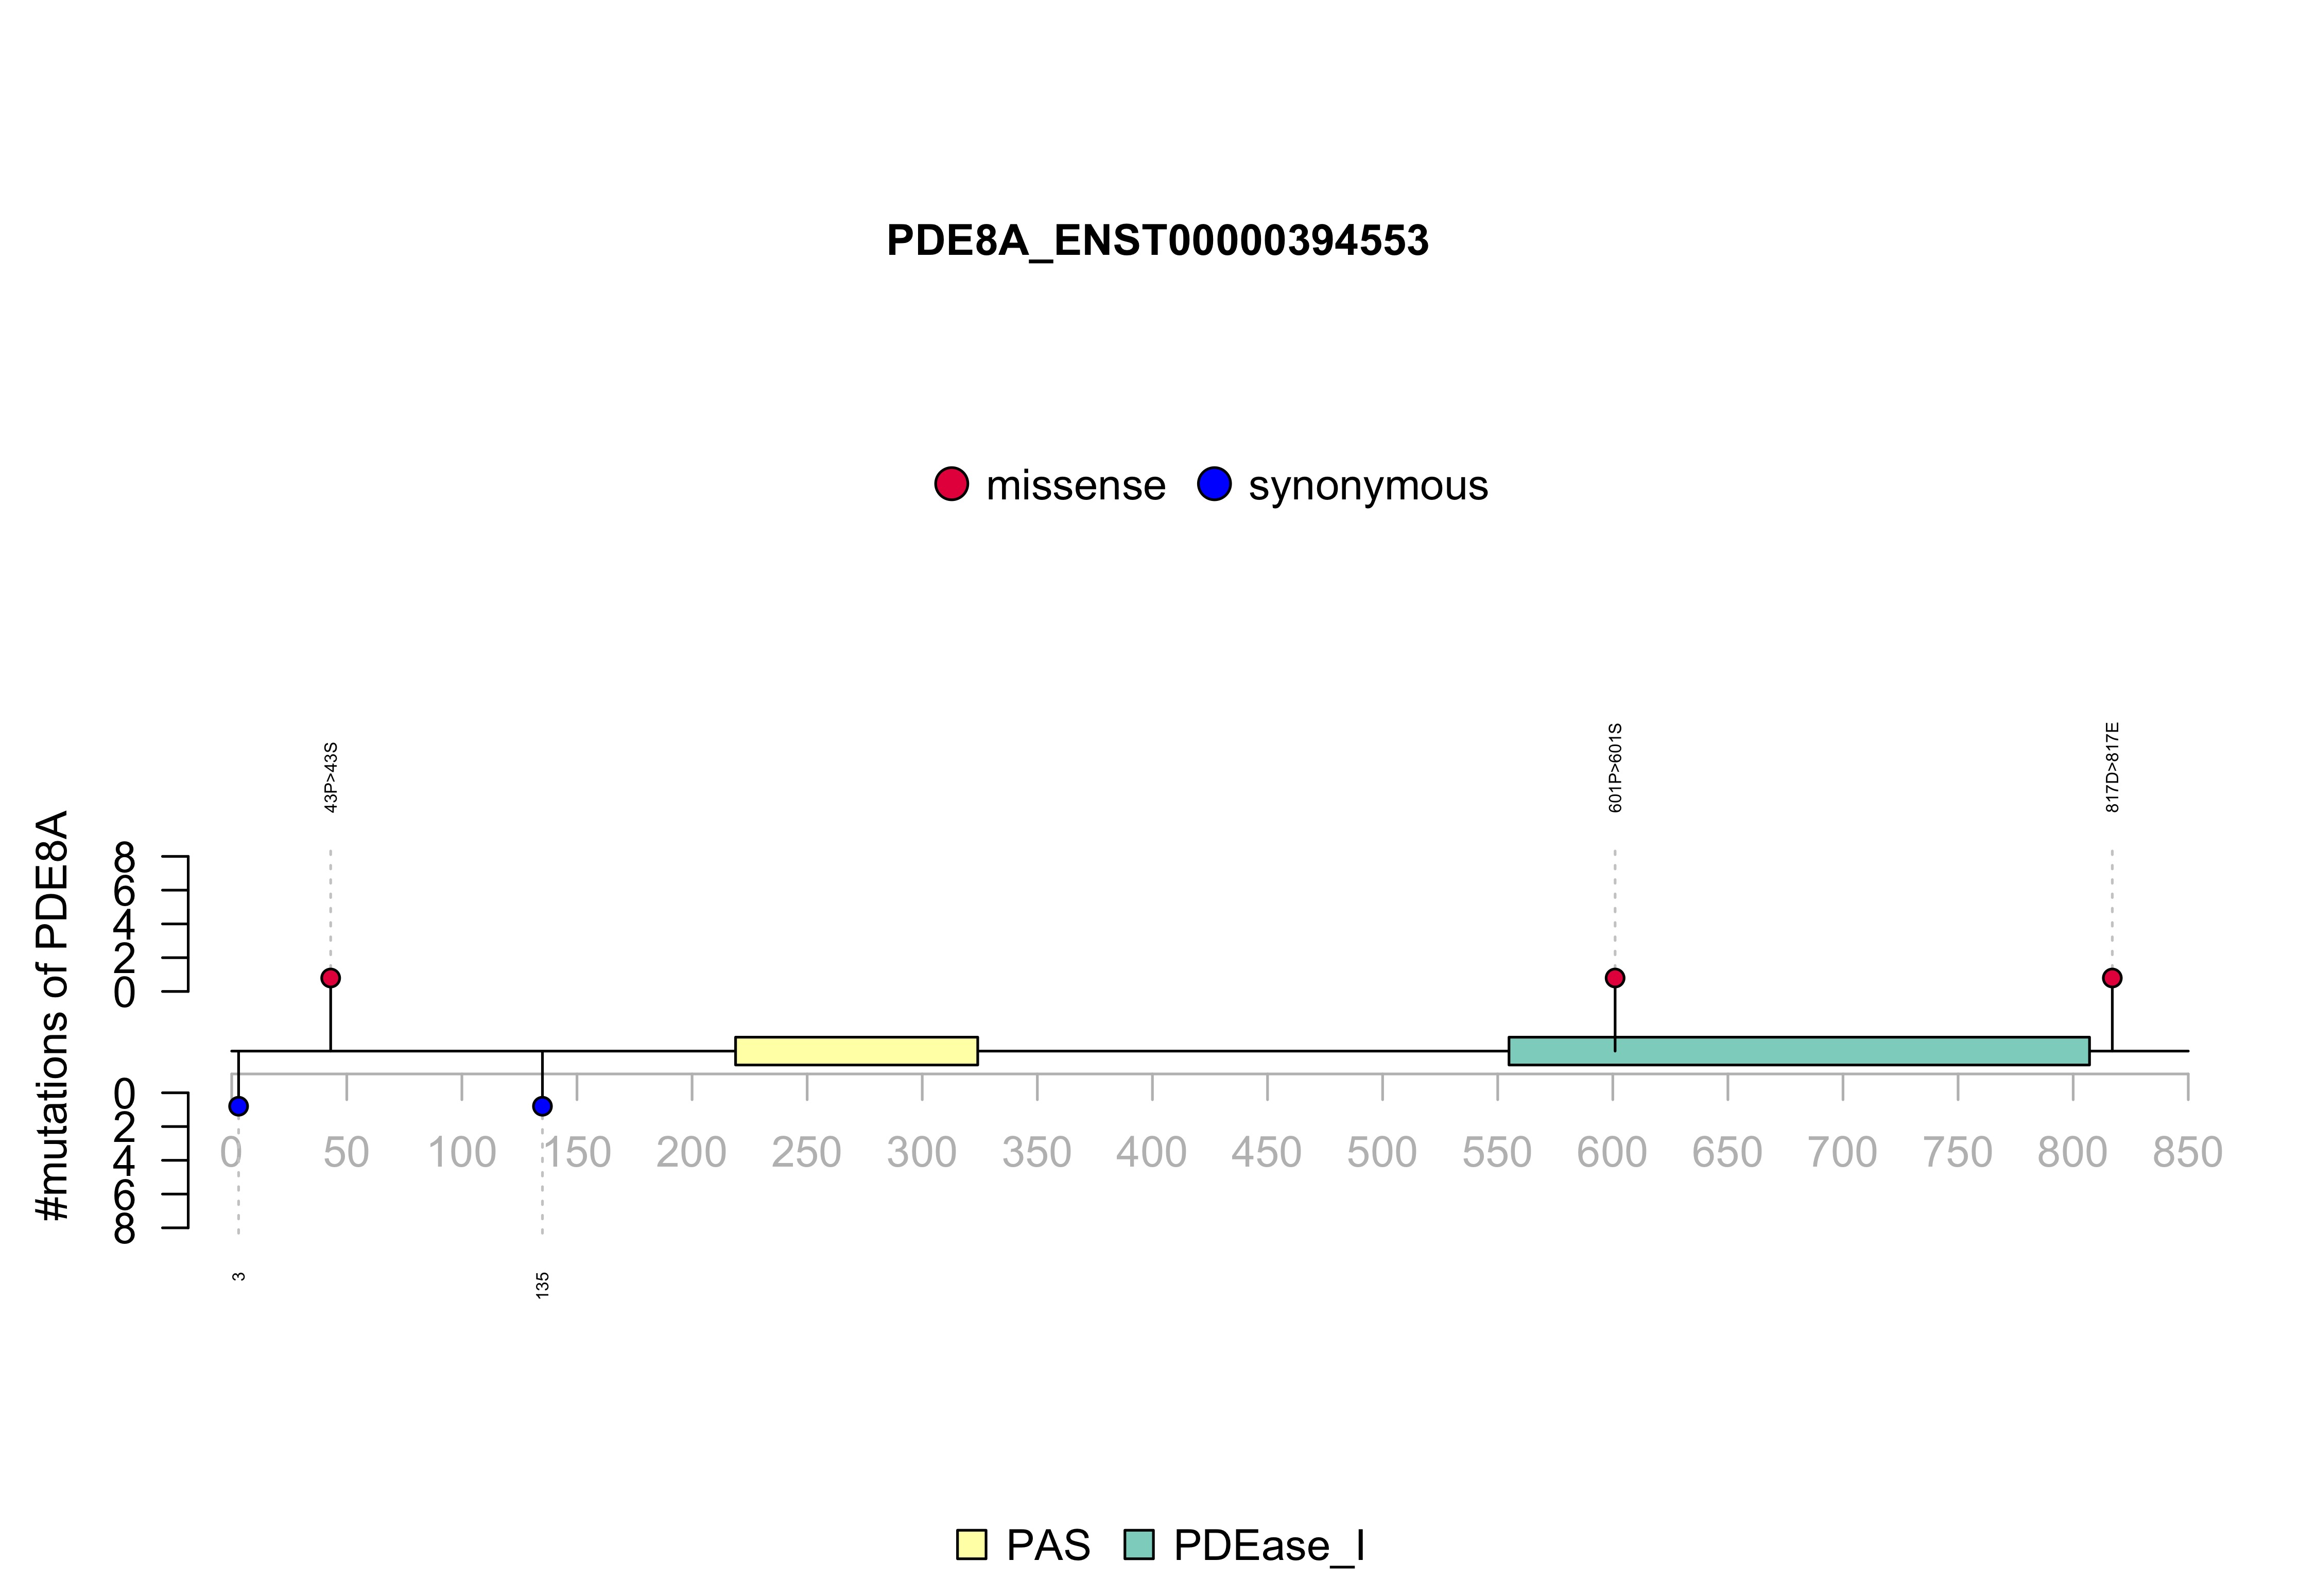 PDE8A_ENST00000394553
missense synonymous
43P>43S 601P>601S 817D>817E
#mutations of PDE8A
8
6
4
2
0
0
2
4
6
8
0 50 100 150 200 250 300 350 400 450 500 550 600 650 700 750 800 850
3 135
PAS PDEase_I